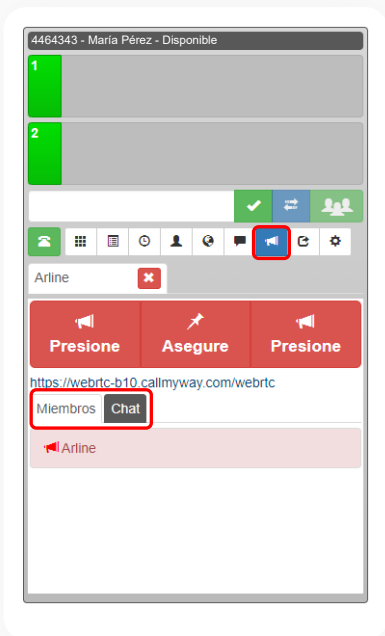 4464343 - María Pérez - Disponible
1
2
Arline
Presione Asegure Presione
https://webrtc-b10.callmyway.com/webrtc
Miembros Chat
Arline